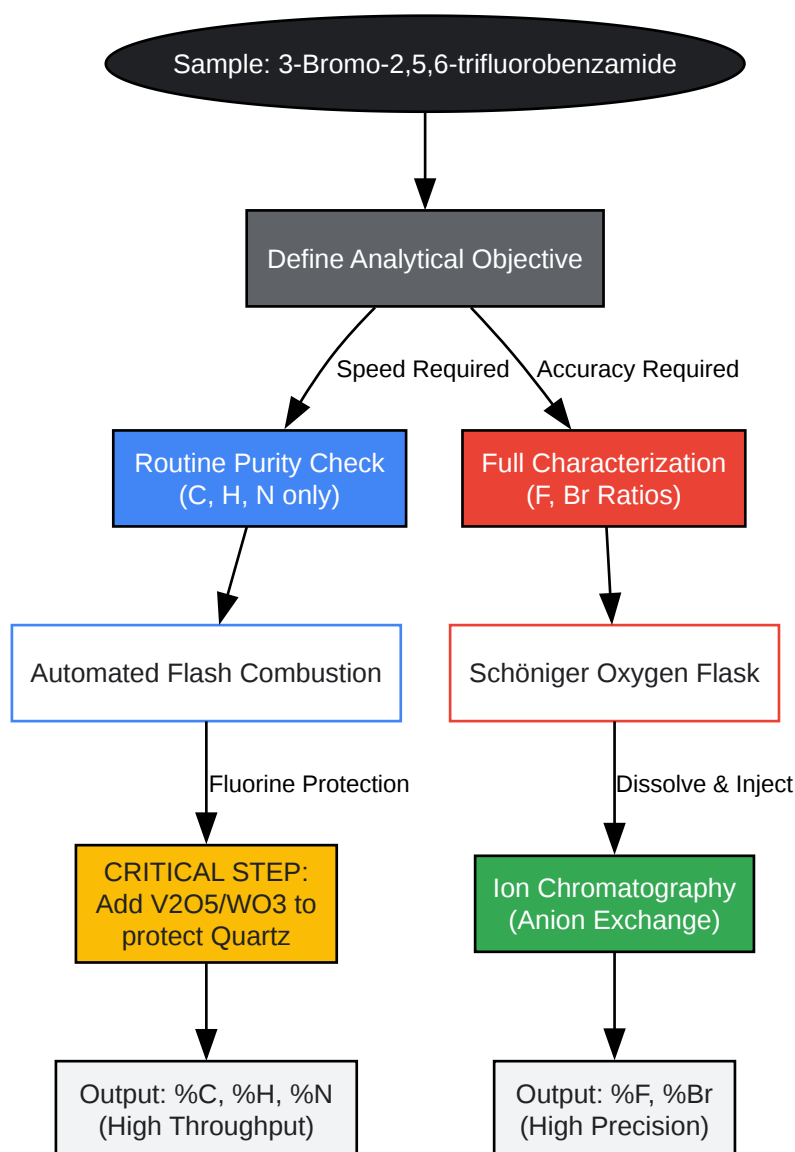 Sample: 3-Bromo-2,5,6-trifluorobenzamide
Define Analytical Objective
Speed Required
Accuracy Required
Routine Purity Check
(C, H, N only)
Full Characterization
(F, Br Ratios)
Automated Flash Combustion
Schöniger Oxygen Flask
Fluorine Protection
Dissolve & Inject
CRITICAL STEP:
Add V2O5/WO3 to
protect Quartz
Ion Chromatography
(Anion Exchange)
Output: %C, %H, %N
(High Throughput)
Output: %F, %Br
(High Precision)